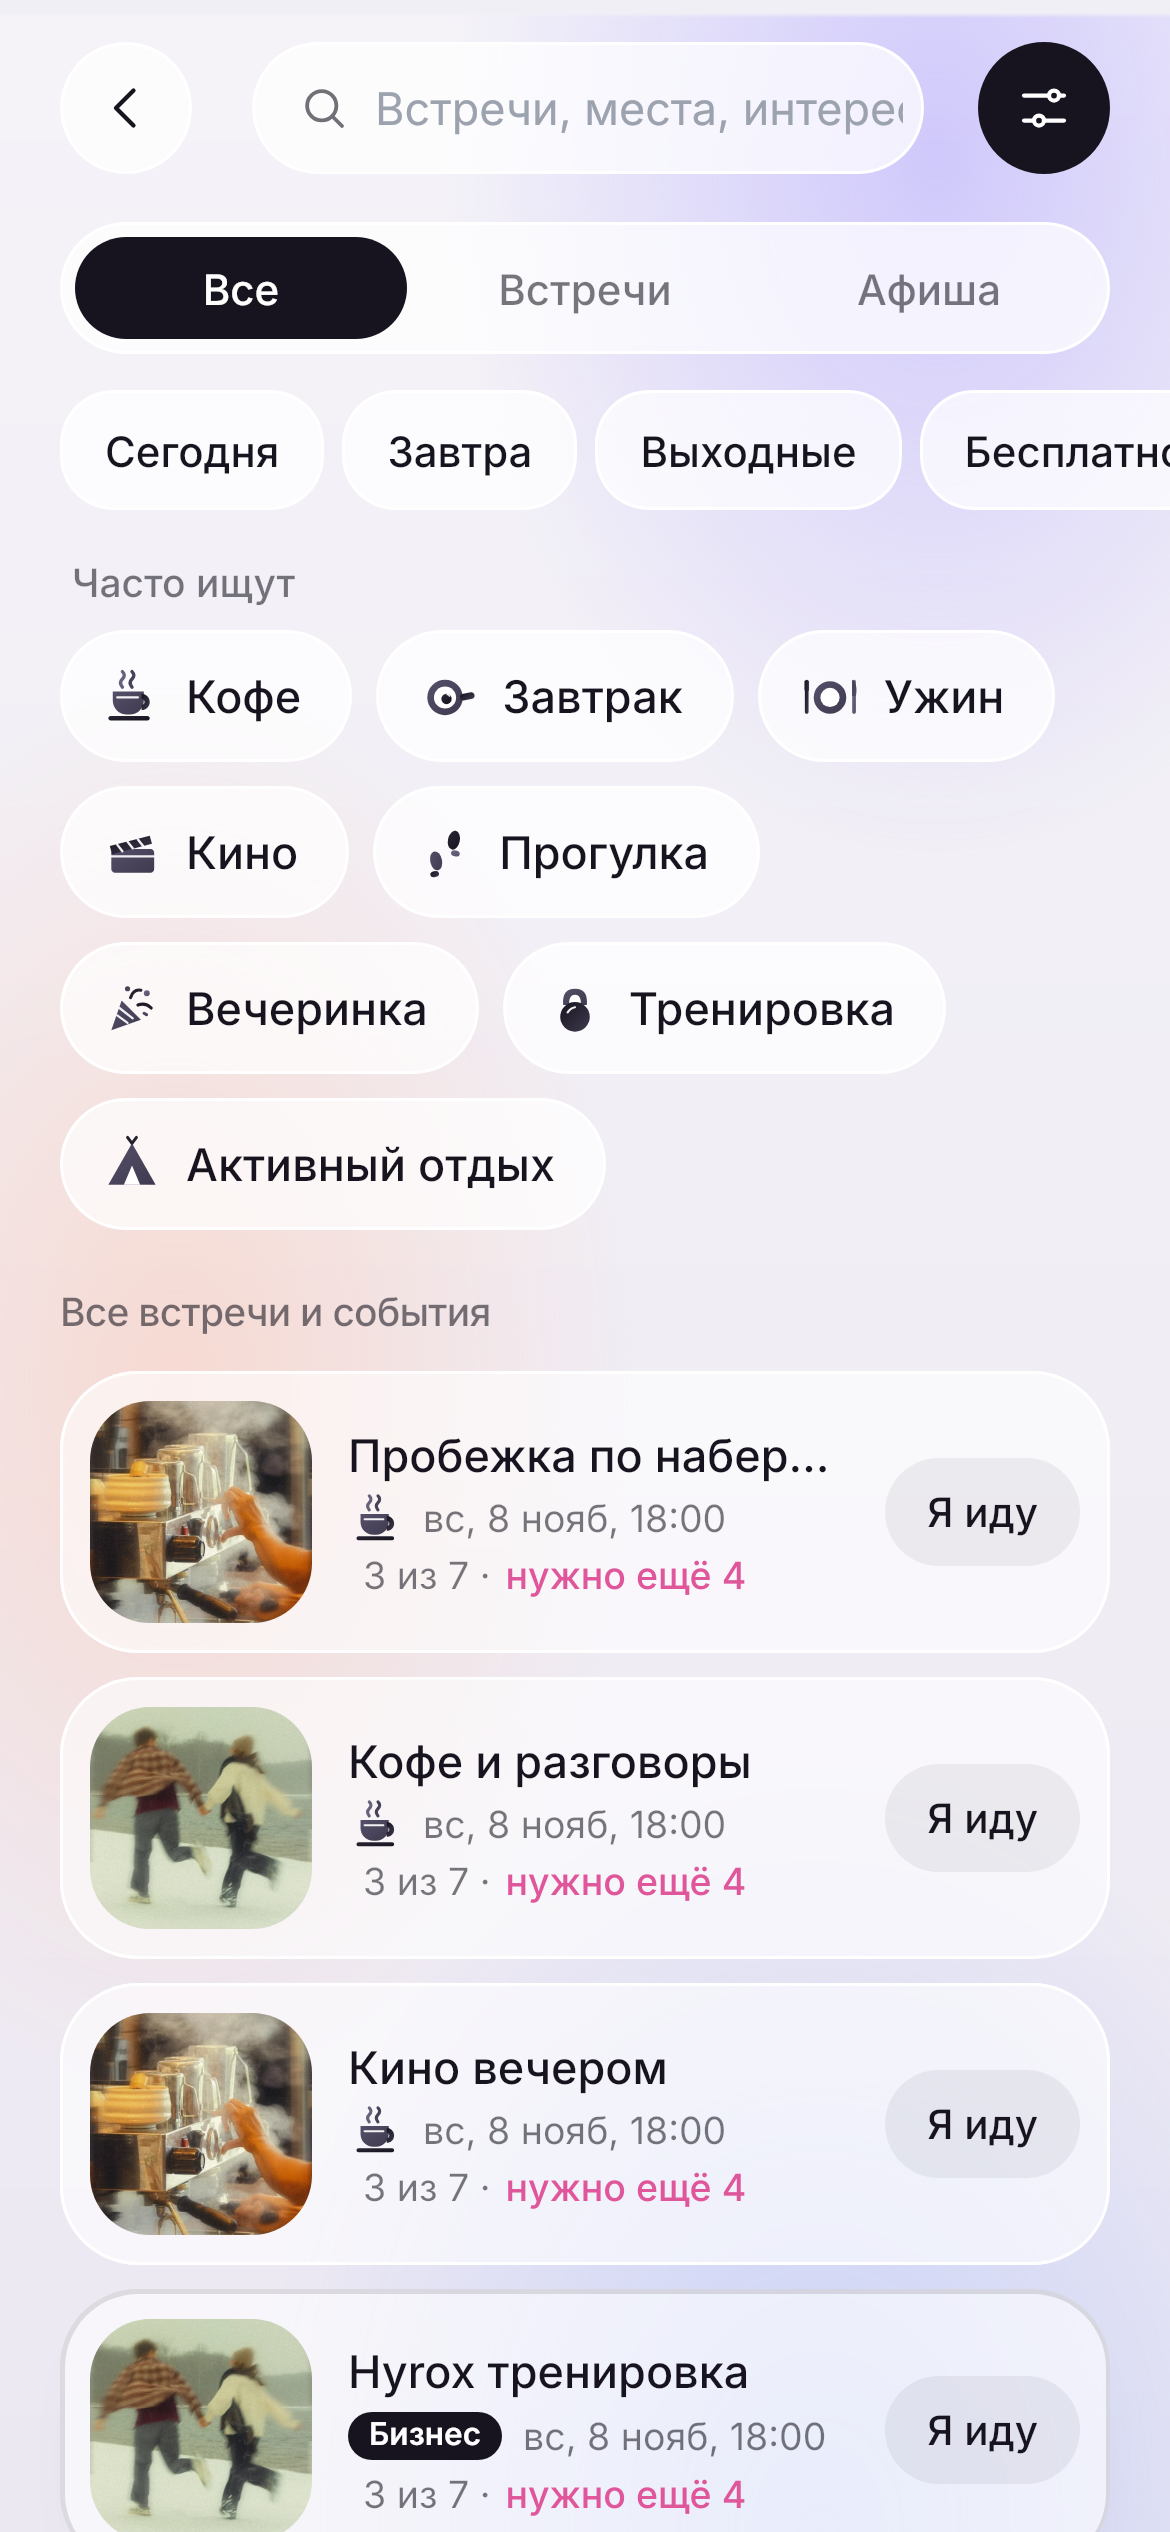 Встречи, места, интерес
Все
Встречи
Афиша
Сегодня
Завтра
Выходные
Бесплатно
Часто ищут
Кофе
Завтрак
Ужин
Кино
Прогулка
Вечеринка
Тренировка
Активный отдых
Все встречи и события
Пробежка по набер...
вс, 8 нояб, 18:00
3 из 7 · нужно ещё 4
Я иду
Кофе и разговоры
вс, 8 нояб, 18:00
3 из 7 · нужно ещё 4
Я иду
Кино вечером
вс, 8 нояб, 18:00
3 из 7 · нужно ещё 4
Я иду
Hyrox тренировка
Бизнес вс, 8 нояб, 18:00
3 из 7 · нужно ещё 4
Я иду